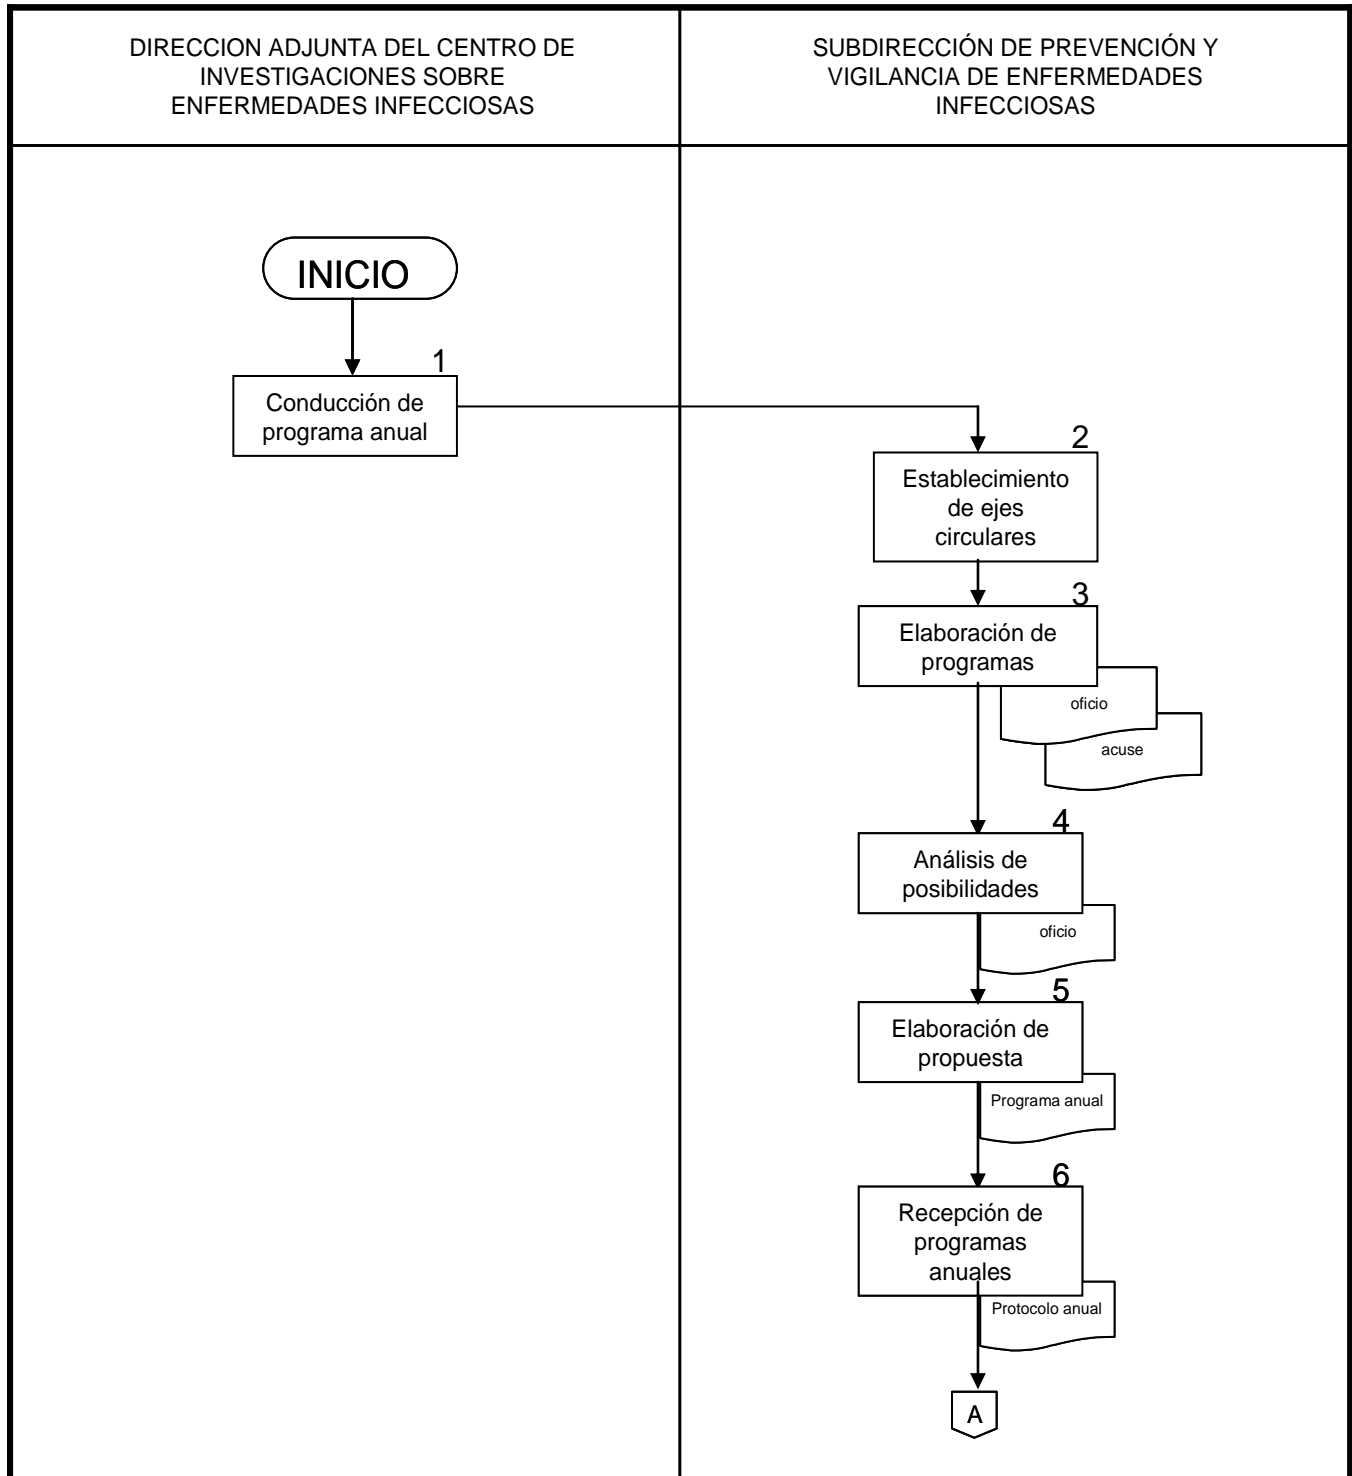 DIRECCION ADJUNTA DEL CENTRO DE
INVESTIGACIONES SOBRE
ENFERMEDADES INFECCIOSAS
SUBDIRECCIÓN DE PREVENCIÓN Y
VIGILANCIA DE ENFERMEDADES
INFECCIOSAS
INICIO
1
Conducción de
programa anual
2
Establecimiento
de ejes
circulares
3
Elaboración de
programas
oficio
acuse
4
Análisis de
posibilidades
oficio
5
Elaboración de
propuesta
Programa anual
6
Recepción de
programas
anuales
Protocolo anual
A